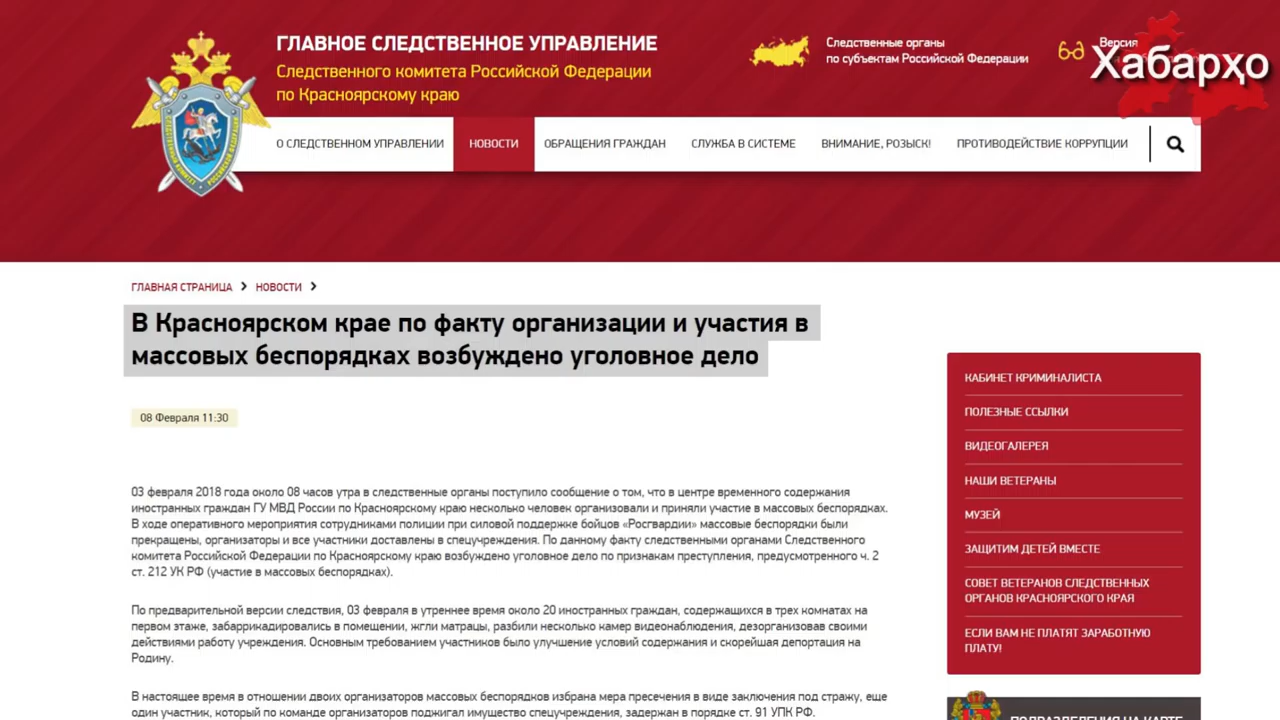 ГЛАВНОЕ СЛЕДСТВЕННОЕ УПРАВЛЕНИЕ
Следственного комитета Российской Федерации
по Красноярскому краю
Следственные органы
по субъектам Российской Федерации
Версия
Хабарҳо
О СЛЕДСТВЕННОМ УПРАВЛЕНИИ НОВОСТИ ОБРАЩЕНИЯ ГРАЖДАН СЛУЖБА В СИСТЕМЕ ВНИМАНИЕ, РОЗЫСК! ПРОТИВОДЕЙСТВИЕ КОРРУПЦИИ
ГЛАВНАЯ СТРАНИЦА > НОВОСТИ >
В Красноярском крае по факту организации и участия в
массовых беспорядках возбуждено уголовное дело
08 Февраля 11:30
03 февраля 2018 года около 08 часов утра в следственные органы поступило сообщение о том, что в центре временного содержания
иностранных граждан ГУ МВД России по Красноярскому краю несколько человек организовали и приняли участие в массовых беспорядках.
В ходе оперативного мероприятия сотрудниками полиции при силовой поддержке бойцов «Росгвардии» массовые беспорядки были
прекращены, организаторы и все участники доставлены в спецучреждения. По данному факту следственными органами Следственного
комитета Российской Федерации по Красноярскому краю возбуждено уголовное дело по признакам преступления, предусмотренного ч. 2
ст. 212 УК РФ (участие в массовых беспорядках).
По предварительной версии следствия, 03 февраля в утреннее время около 20 иностранных граждан, содержащихся в трех комнатах на
первом этаже, забаррикадировались в помещении, жгли матрацы, разбили несколько камер видеонаблюдения, дезорганизовав своими
действиями работу учреждения. Основным требованием участников было улучшение условий содержания и скорейшая депортация на
Родину.
В настоящее время в отношении двоих организаторов массовых беспорядков избрана мера пресечения в виде заключения под стражу, еще
один участник, который по команде организаторов поджигал имущество спецучреждения, задержан в порядке ст. 91 УПК РФ.
КАБИНЕТ КРИМИНАЛИСТА
ПОЛЕЗНЫЕ ССЫЛКИ
ВИДЕОГАЛЕРЕЯ
НАШИ ВЕТЕРАНЫ
МУЗЕЙ
ЗАЩИТИМ ДЕТЕЙ ВМЕСТЕ
СОВЕТ ВЕТЕРАНОВ СЛЕДСТВЕННЫХ
ОРГАНОВ КРАСНОЯРСКОГО КРАЯ
ЕСЛИ ВАМ НЕ ПЛАТЯТ ЗАРАБОТНУЮ
ПЛАТУ!
ПОДРАЗДЕЛЕНИЯ НА КАРТЕ